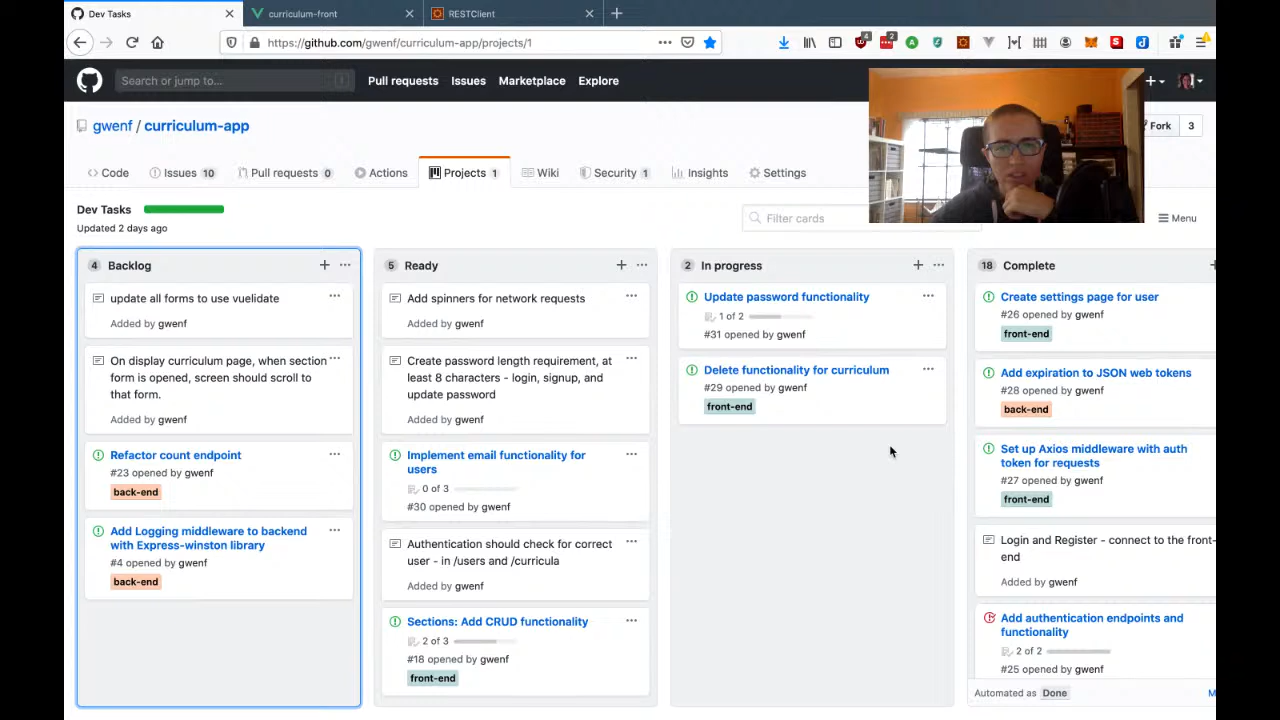 Dev Tasks
curriculum-front
RESTClient
https://github.com/gwenf/curriculum-app/projects/1
4
2
Search or jump to...
Pull requests
Issues
Marketplace
Explore
gwenf / curriculum-app
Fork 3
Code
Issues 10
Pull requests 0
Actions
Projects 1
Wiki
Security 1
Insights
Settings
Dev Tasks
Updated 2 days ago
Filter cards
Menu
4 Backlog
update all forms to use vuelidate
Added by gwenf
On display curriculum page, when section
form is opened, screen should scroll to
that form.
Added by gwenf
Refactor count endpoint
#23 opened by gwenf
back-end
Add Logging middleware to backend
with Express-winston library
#4 opened by gwenf
back-end
5 Ready
Add spinners for network requests
Added by gwenf
Create password length requirement, at
least 8 characters - login, signup, and
update password
Added by gwenf
Implement email functionality for
users
0 of 3
#30 opened by gwenf
Authentication should check for correct
user - in /users and /curricula
Added by gwenf
Sections: Add CRUD functionality
2 of 3
#18 opened by gwenf
front-end
2 In progress
Update password functionality
1 of 2
#31 opened by gwenf
Delete functionality for curriculum
#29 opened by gwenf
front-end
18 Complete
Create settings page for user
#26 opened by gwenf
front-end
Add expiration to JSON web tokens
#28 opened by gwenf
back-end
Set up Axios middleware with auth
token for requests
#27 opened by gwenf
front-end
Login and Register - connect to the front-
end
Added by gwenf
Add authentication endpoints and
functionality
2 of 2
#25 opened by gwenf
Automated as Done